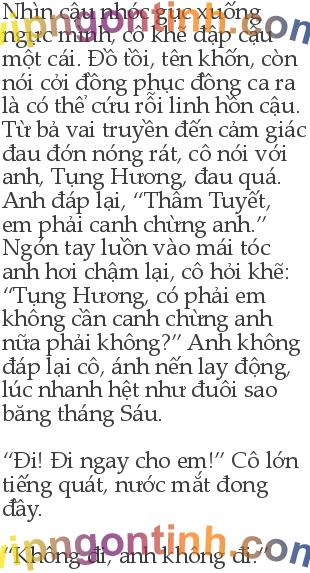 Nhìn cậu nhóc gục xuống
ngực mình, cô khẽ đập cậu
một cái. Đồ tồi, tên khốn, còn
nói cởi đồng phục đồng ca ra
là có thể cứu rỗi linh hồn cậu.
Từ bả vai truyền đến cảm giác
đau đớn nóng rát, cô nói với
anh, Tụng Hương, đau quá.
Anh đáp lại, “Thâm Tuyết,
em phải canh chừng anh.”
Ngón tay luồn vào mái tóc
anh hơi chậm lại, cô hỏi khẽ:
“Tụng Hương, có phải em
không cần canh chừng anh
nữa phải không?” Anh không
đáp lại cô, ánh nến lay động,
lúc nhanh hệt như đuôi sao
băng tháng Sáu.
“Đi! Đi ngay cho em!” Cô lớn
tiếng quát, nước mắt đong
đầy.
vipngontinh.com
“Không đi, anh không đi.”